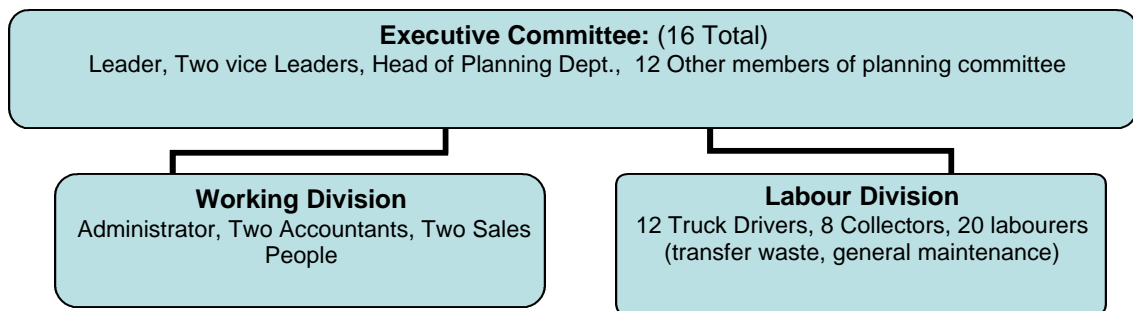 Executive Committee: (16 Total)
Leader, Two vice Leaders, Head of Planning Dept., 12 Other members of planning committee
Working Division
Administrator, Two Accountants, Two Sales
People
Labour Division
12 Truck Drivers, 8 Collectors, 20 labourers
(transfer waste, general maintenance)